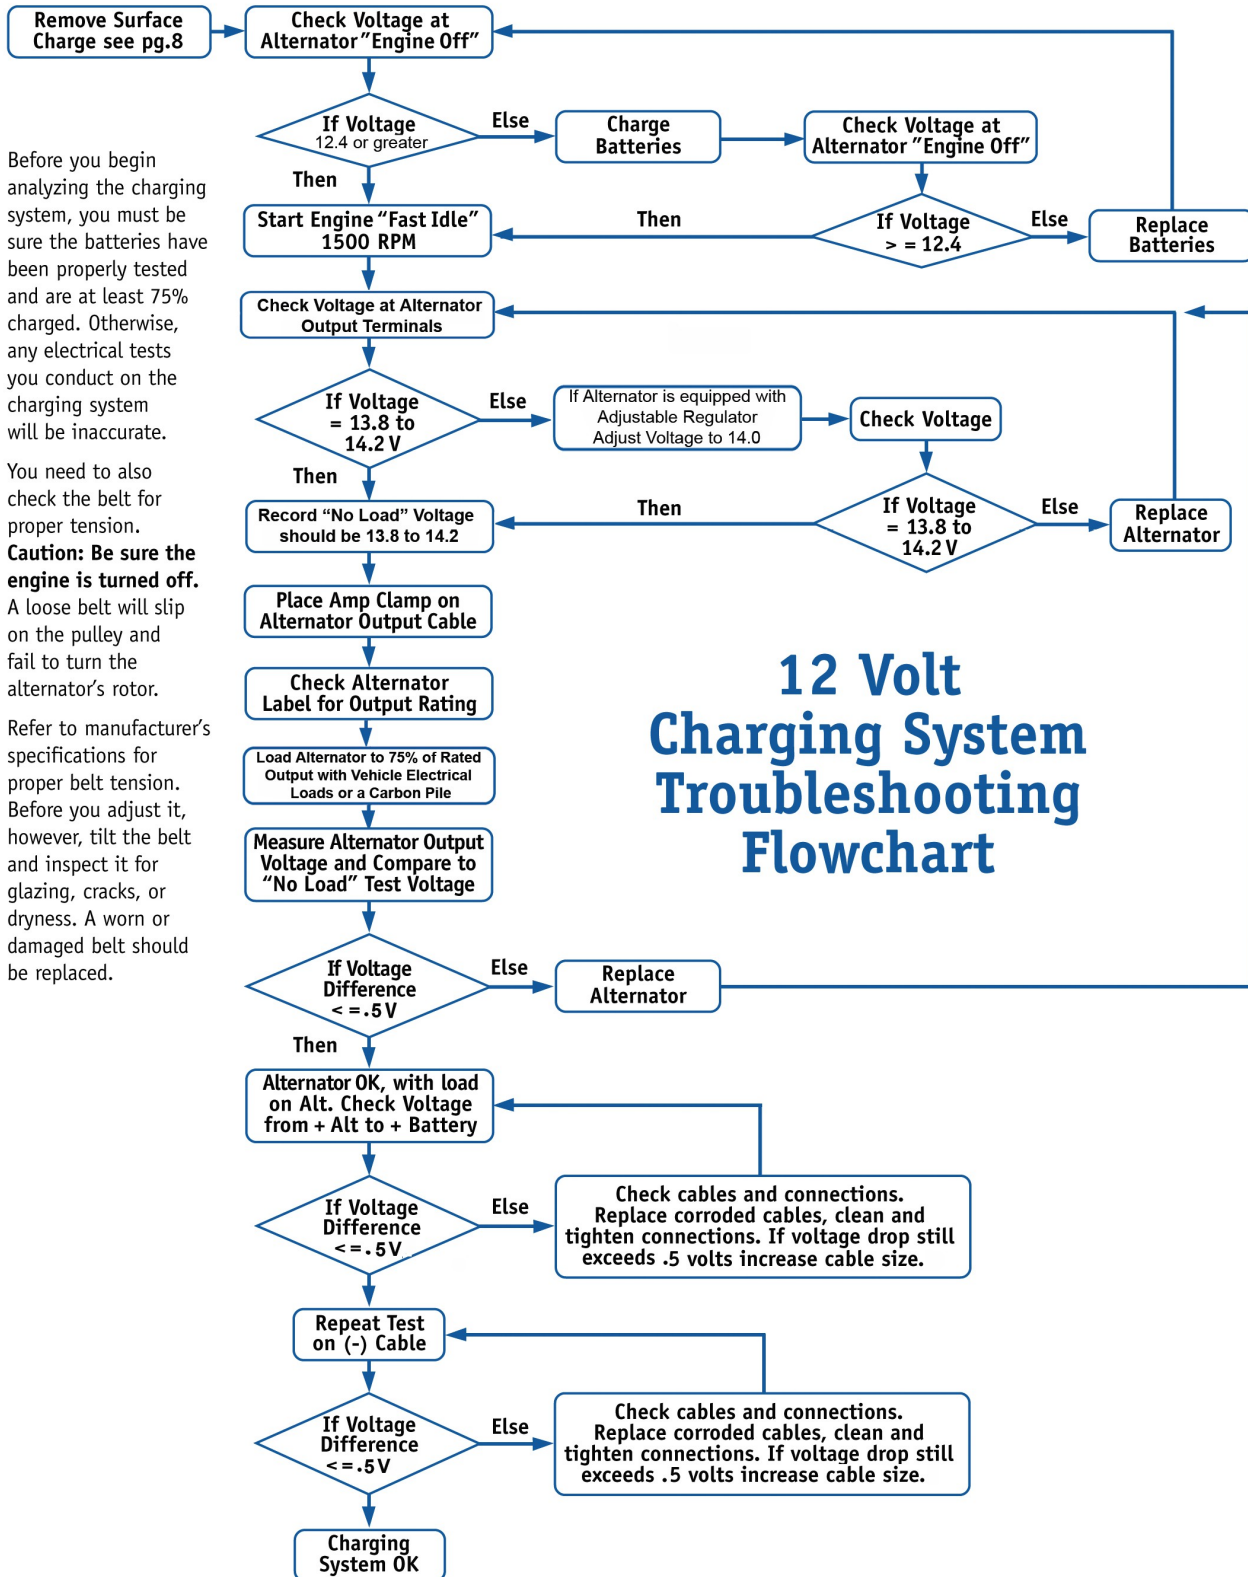 Remove Surface
Charge see pg.8
Check Voltage at
Alternator "Engine Off"
If Voltage
12.4 or greater
Else
Charge
Batteries
Check Voltage at
Alternator "Engine Off"
Then
Start Engine "Fast Idle"
1500 RPM
Then
If Voltage
> = 12.4
Else
Replace
Batteries
Check Voltage at Alternator
Output Terminals
If Voltage
= 13.8 to
14.2 V
Else
If Alternator is equipped with
Adjustable Regulator
Adjust Voltage to 14.0
Check Voltage
Then
Record "No Load" Voltage
should be 13.8 to 14.2
Then
If Voltage
= 13.8 to
14.2 V
Else
Replace
Alternator
Place Amp Clamp on
Alternator Output Cable
Check Alternator
Label for Output Rating
Load Alternator to 75% of Rated
Output with Vehicle Electrical
Loads or a Carbon Pile
Measure Alternator Output
Voltage and Compare to
"No Load" Test Voltage
If Voltage
Difference
< = .5 V
Else
Replace
Alternator
Then
Alternator OK, with load
on Alt. Check Voltage
from + Alt to + Battery
If Voltage
Difference
< = .5 V
Else
Check cables and connections.
Replace corroded cables, clean and
tighten connections. If voltage drop still
exceeds .5 volts increase cable size.
Repeat Test
on (-) Cable
If Voltage
Difference
< = .5 V
Else
Check cables and connections.
Replace corroded cables, clean and
tighten connections. If voltage drop still
exceeds .5 volts increase cable size.
Charging
System OK
Before you begin
analyzing the charging
system, you must be
sure the batteries have
been properly tested
and are at least 75%
charged. Otherwise,
any electrical tests
you conduct on the
charging system
will be inaccurate.
You need to also
check the belt for
proper tension.
Caution: Be sure the
engine is turned off.
A loose belt will slip
on the pulley and
fail to turn the
alternator's rotor.
Refer to manufacturer's
specifications for
proper belt tension.
Before you adjust it,
however, tilt the belt
and inspect it for
glazing, cracks, or
dryness. A worn or
damaged belt should
be replaced.
12 Volt
Charging System
Troubleshooting
Flowchart